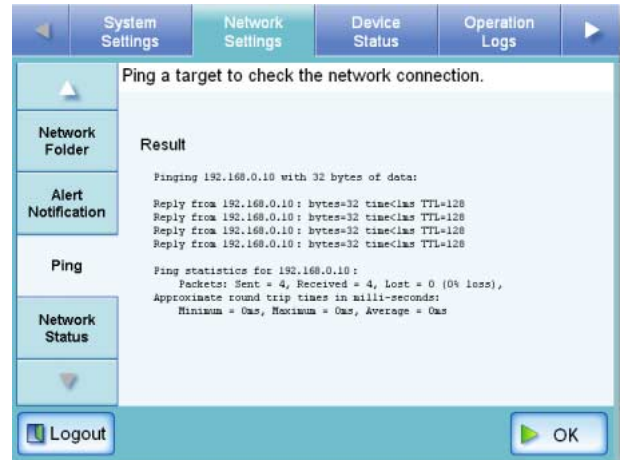 System
Settings
Network
Settings
Device
Status
Operation
Logs
Ping a target to check the network connection.
Network
Folder
Alert
Notification
Ping
Network
Status
Result
Pinging 192.168.0.10 with 32 bytes of data:
Reply from 192.168.0.10: bytes=32 time<1ms TTL=128
Reply from 192.168.0.10: bytes=32 time<1ms TTL=128
Reply from 192.168.0.10: bytes=32 time<1ms TTL=128
Reply from 192.168.0.10: bytes=32 time<1ms TTL=128
Ping statistics for 192.168.0.10:
Packets: Sent = 4, Received = 4, Lost = 0 (0% loss),
Approximate round trip times in milli-seconds:
Minimum = 0ms, Maximum = 0ms, Average = 0ms
Logout
OK